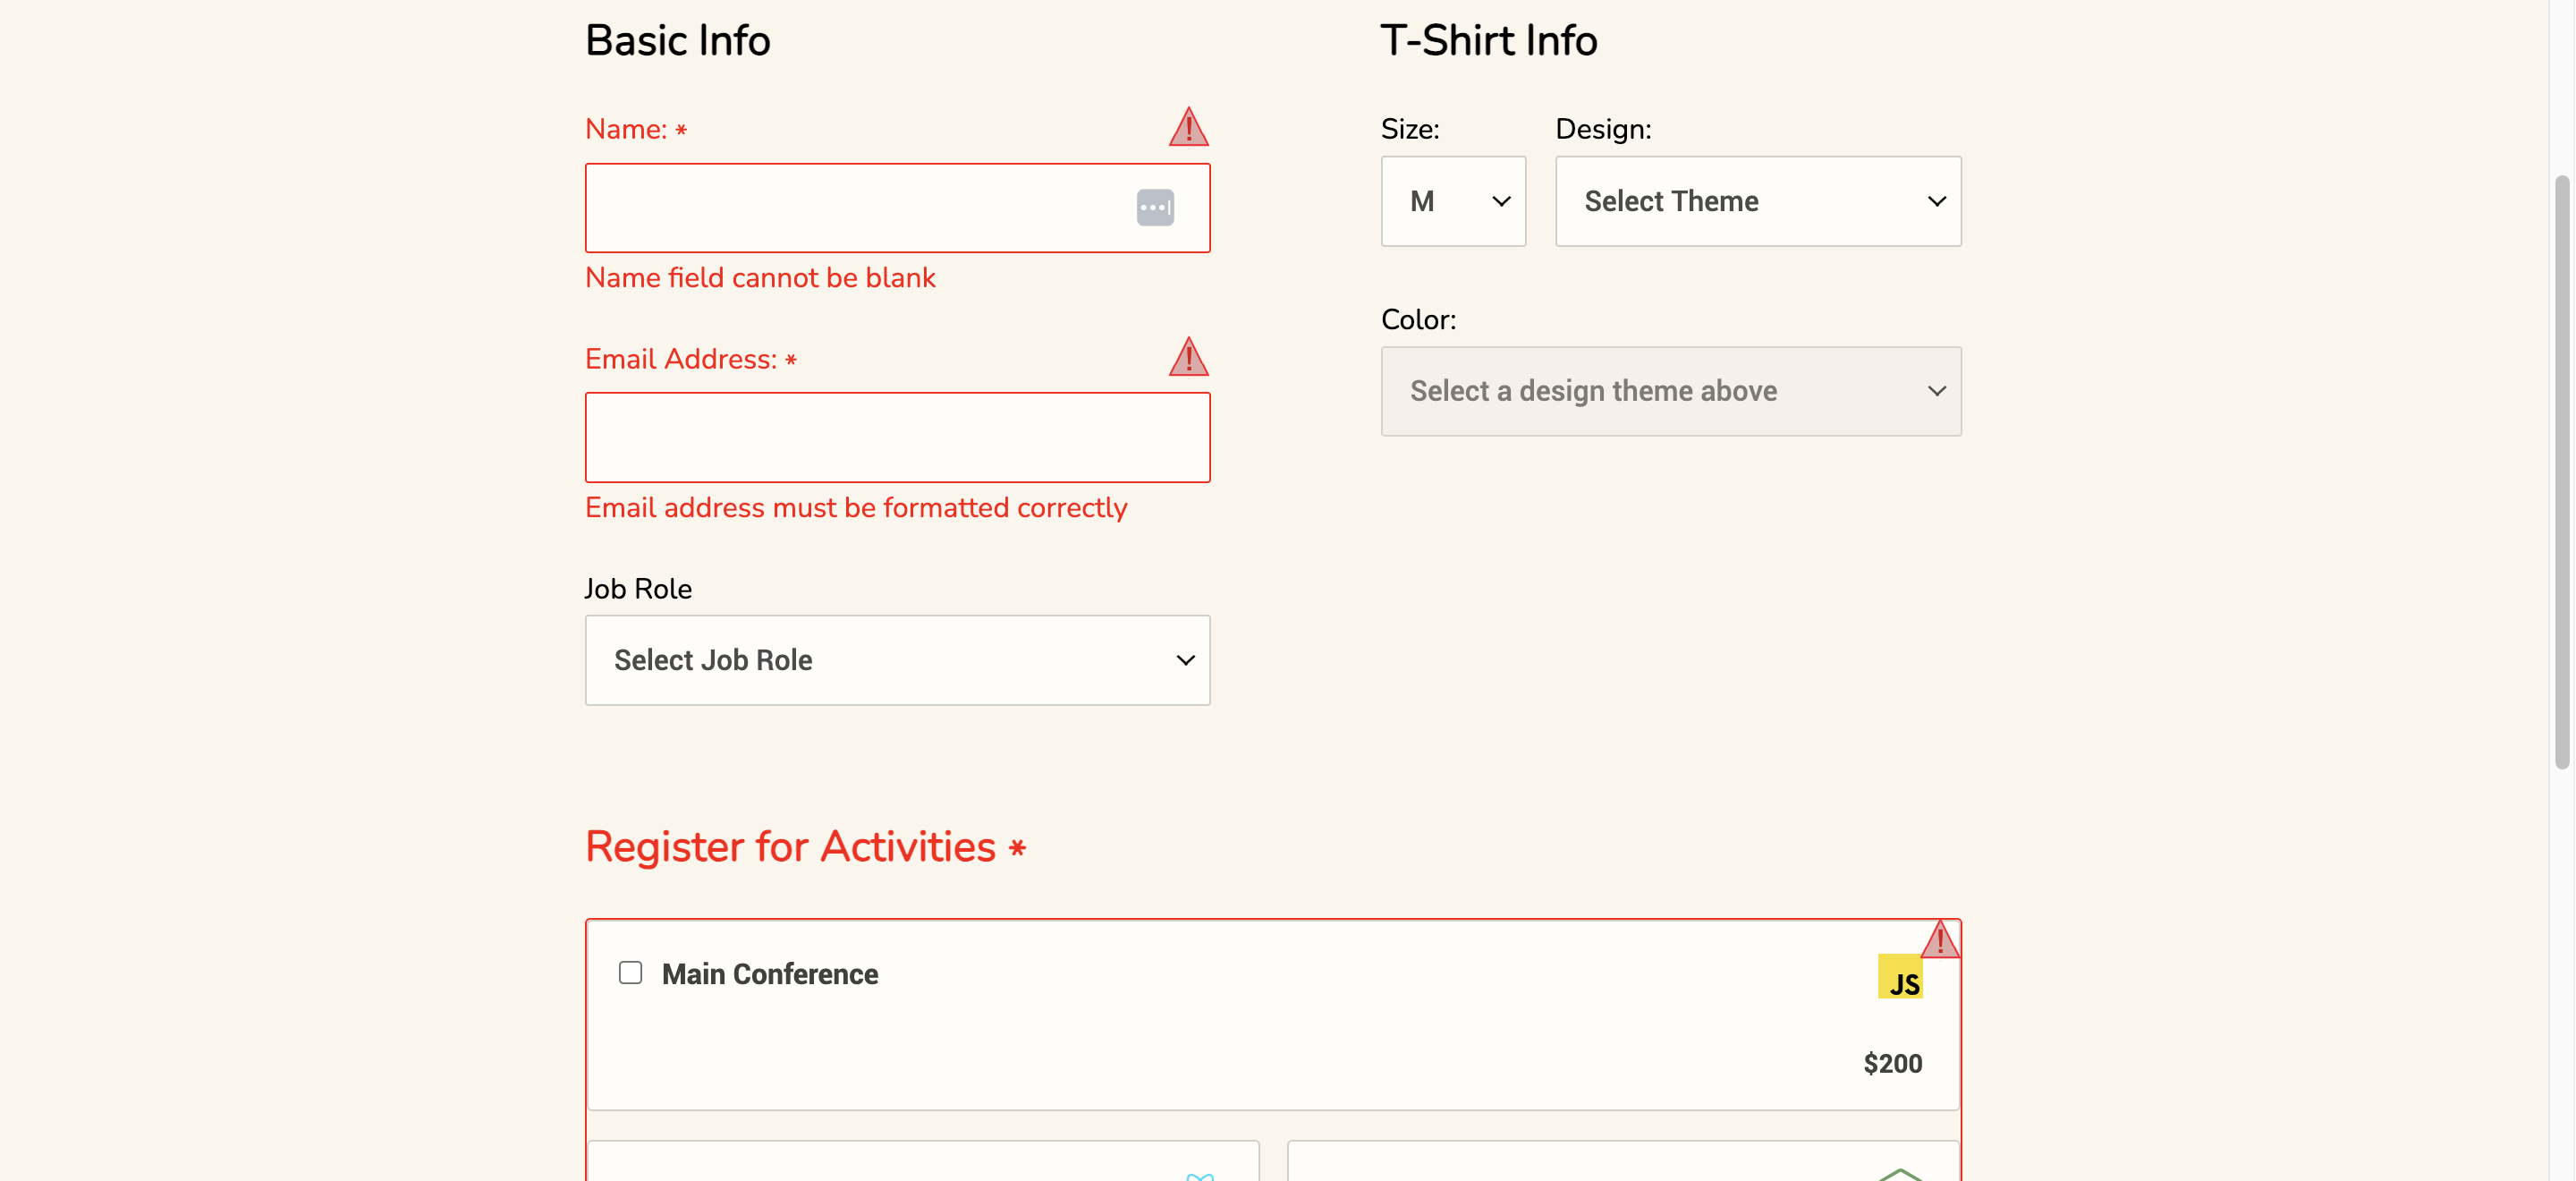 Basic Info
Name: *
Name field cannot be blank
Email Address: *
Email address must be formatted correctly
Job Role
Select Job Role
T-Shirt Info
Size:
Design:
M
Select Theme
Color:
Select a design theme above
Register for Activities *
Main Conference
JS
$200